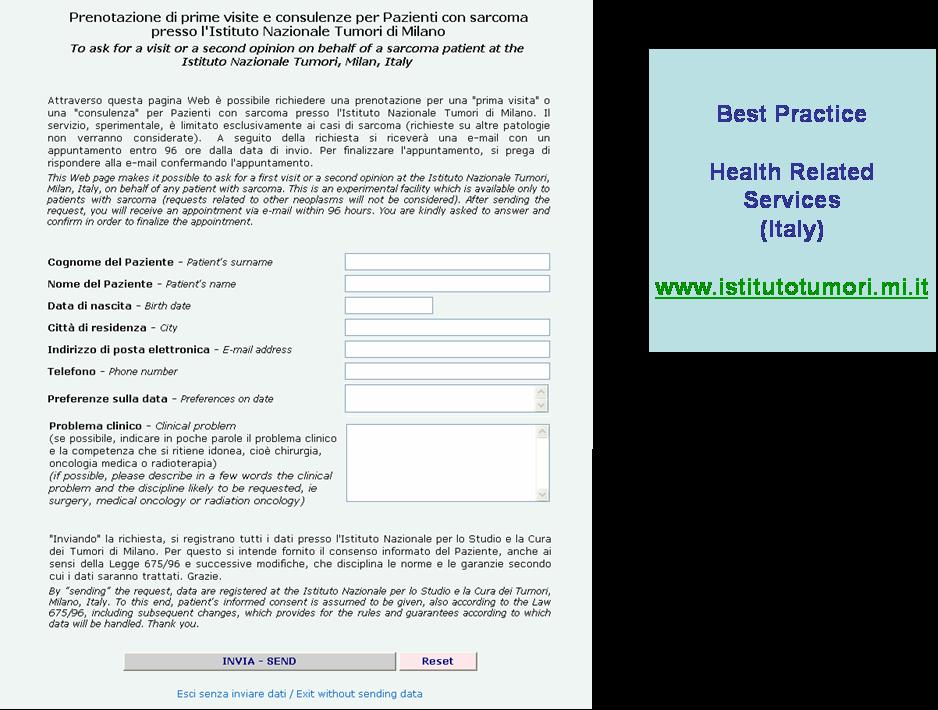 Prenotazione di prime visite e consulenze per Pazienti con sarcoma
presso l'Istituto Nazionale Tumori di Milano
To ask for a visit or a second opinion on behalf of a sarcoma patient at the
Istituto Nazionale Tumori, Milan, Italy
Attraverso questa pagina Web è possibile richiedere una prenotazione per una "prima visita" o
una "consulenza" per Pazienti con sarcoma presso l'Istituto Nazionale Tumori di Milano. Il
servizio, sperimentale, è limitato esclusivamente ai casi di sarcoma (richieste su altre patologie
non verranno considerate). A seguito della richiesta si riceverà una e-mail con un
appuntamento entro 96 ore dalla data di invio. Per finalizzare l'appuntamento, si prega di
rispondere alla e-mail confermando l'appuntamento.
This Web page makes it possible to ask for a first visit or a second opinion at the Istituto Nazionale Tumori,
Milan, Italy, on behalf of any patient with sarcoma. This is an experimental facility which is available only to
patients with sarcoma (requests related to other neoplasms will not be considered). After sending the
request, you will receive an appointment via e-mail within 96 hours. You are kindly asked to answer and
confirm in order to finalize the appointment.
Cognome del Paziente - Patient's surname
Nome del Paziente - Patient's name
Data di nascita - Birth date
Città di residenza - City
Indirizzo di posta elettronica - E-mail address
Telefono - Phone number
Preferenze sulla data - Preferences on date
Problema clinico - Clinical problem
(se possibile, indicare in poche parole il problema clinico
e la competenza che si ritiene idonea, cioè chirurgia,
oncologia medica o radioterapia)
(if possible, please describe in a few words the clinical
problem and the discipline likely to be requested, ie
surgery, medical oncology or radiation oncology)
"Inviando" la richiesta, si registrano tutti i dati presso l'Istituto Nazionale per lo Studio e la Cura
dei Tumori di Milano. Per questo si intende fornito il consenso informato del Paziente, anche ai
sensi della Legge 675/96 e successive modifiche, che disciplina le norme e le garanzie secondo
cui i dati saranno trattati. Grazie.
By "sending" the request, data are registered at the Istituto Nazionale per lo Studio e la Cura dei Tumori,
Milano, Italy. To this end, patient's informed consent is assumed to be given, also according to the Law
675/96, including subsequent changes, which provides for the rules and guarantees according to which
data will be handled. Thank you.
INVIA - SEND
Reset
Esci senza inviare dati / Exit without sending data
Best Practice
Health Related
Services
(Italy)
www.istitutotumori.mi.it